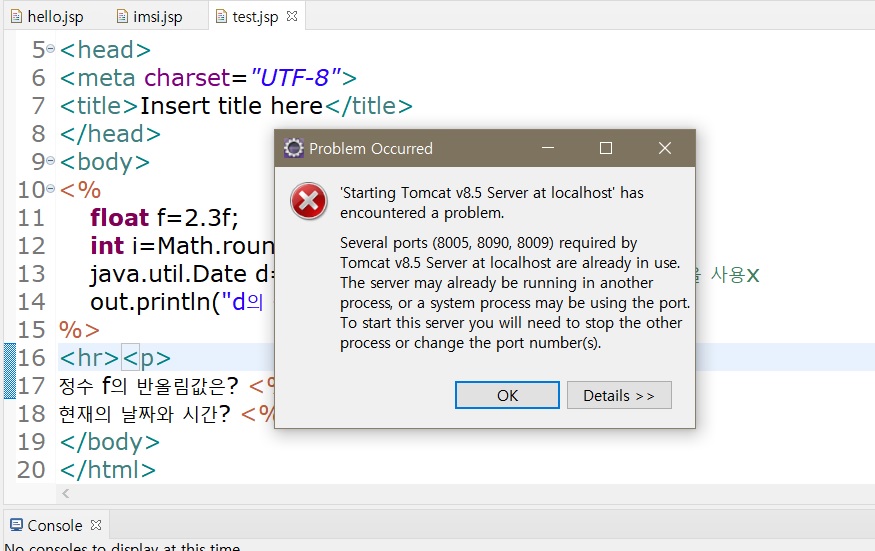 hello.jsp imsi.jsp test.jsp
5 <head>
6 <meta charset="UTF-8">
7 <title>Insert title here</title>
8 </head>
9 <body>
10 <%
11 float f=2.3f;
12 int i=Math.roun
13 java.util.Date d= 사용x
14 out.println("d의
15 %>
16 <hr><p>
17 정수 f의 반올림값은? <%
18 현재의 날짜와 시간? <%
19 </body>
20 </html>
Problem Occurred
'Starting Tomcat v8.5 Server at localhost' has
encountered a problem.
Several ports (8005, 8090, 8009) required by
Tomcat v8.5 Server at localhost are already in use.
The server may already be running in another
process, or a system process may be using the port.
To start this server you will need to stop the other
process or change the port number(s).
OK Details >>
Console
No consoles to display at this time.